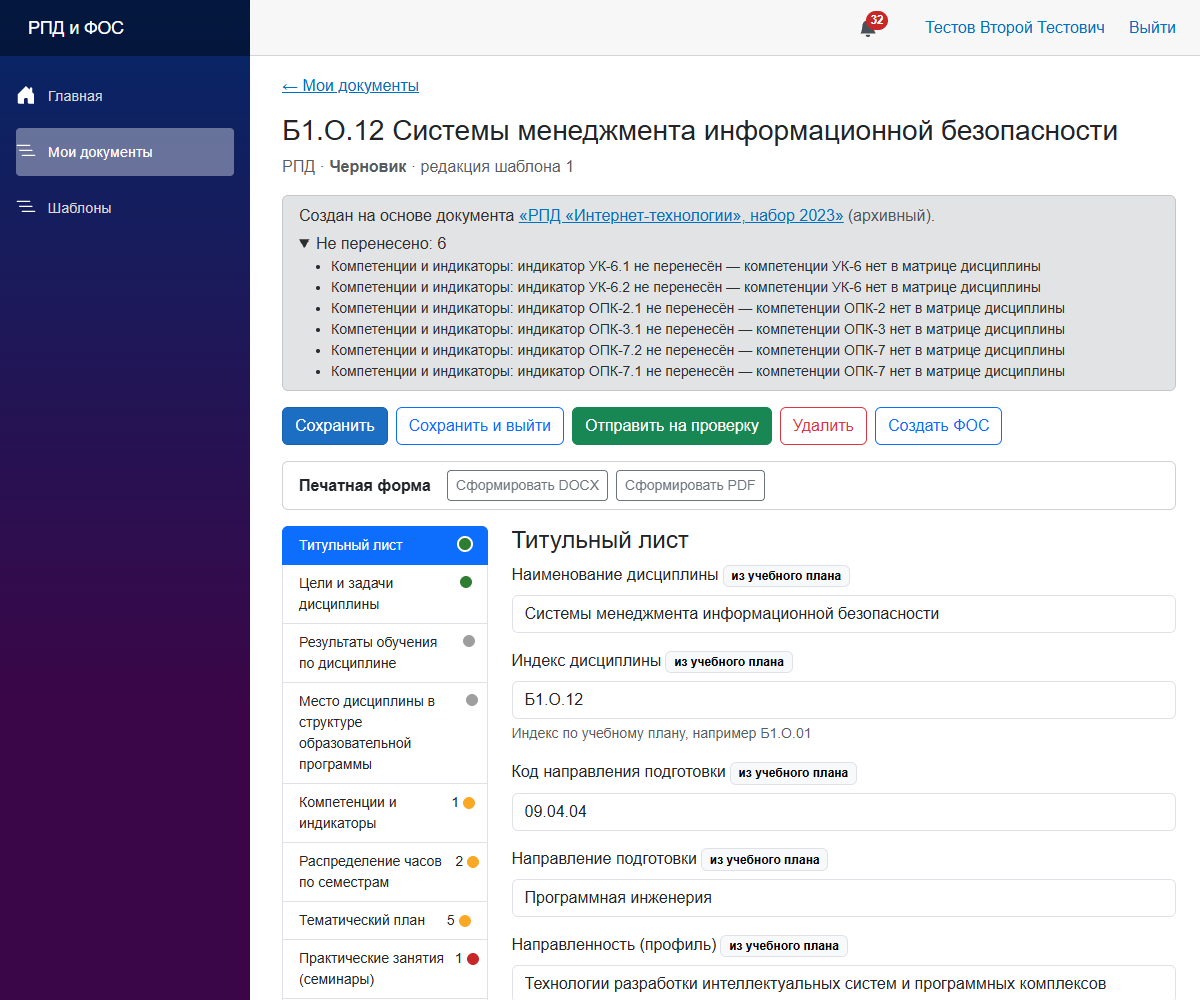 РПД и ФОС
32
Тестов Второй Тестович
Выйти
Главная
Мои документы
Шаблоны
← Мои документы
Б1.О.12 Системы менеджмента информационной безопасности
РПД · Черновик · редакция шаблона 1
Создан на основе документа «РПД «Интернет-технологии», набор 2023» (архивный).
▼ Не перенесено: 6
• Компетенции и индикаторы: индикатор УК-6.1 не перенесён — компетенции УК-6 нет в матрице дисциплины
• Компетенции и индикаторы: индикатор УК-6.2 не перенесён — компетенции УК-6 нет в матрице дисциплины
• Компетенции и индикаторы: индикатор ОПК-2.1 не перенесён — компетенции ОПК-2 нет в матрице дисциплины
• Компетенции и индикаторы: индикатор ОПК-3.1 не перенесён — компетенции ОПК-3 нет в матрице дисциплины
• Компетенции и индикаторы: индикатор ОПК-7.2 не перенесён — компетенции ОПК-7 нет в матрице дисциплины
• Компетенции и индикаторы: индикатор ОПК-7.1 не перенесён — компетенции ОПК-7 нет в матрице дисциплины
Сохранить
Сохранить и выйти
Отправить на проверку
Удалить
Создать ФОС
Печатная форма
Сформировать DOCX
Сформировать PDF
Титульный лист
Цели и задачи
дисциплины
Результаты обучения
по дисциплине
Место дисциплины в
структуре
образовательной
программы
Компетенции и 1
индикаторы
Распределение часов 2
по семестрам
Тематический план 5
Практические занятия 1
(семинары)
Титульный лист
Наименование дисциплины из учебного плана
Системы менеджмента информационной безопасности
Индекс дисциплины из учебного плана
Б1.О.12
Индекс по учебному плану, например Б1.О.01
Код направления подготовки из учебного плана
09.04.04
Направление подготовки из учебного плана
Программная инженерия
Направленность (профиль) из учебного плана
Технологии разработки интеллектуальных систем и программных комплексов